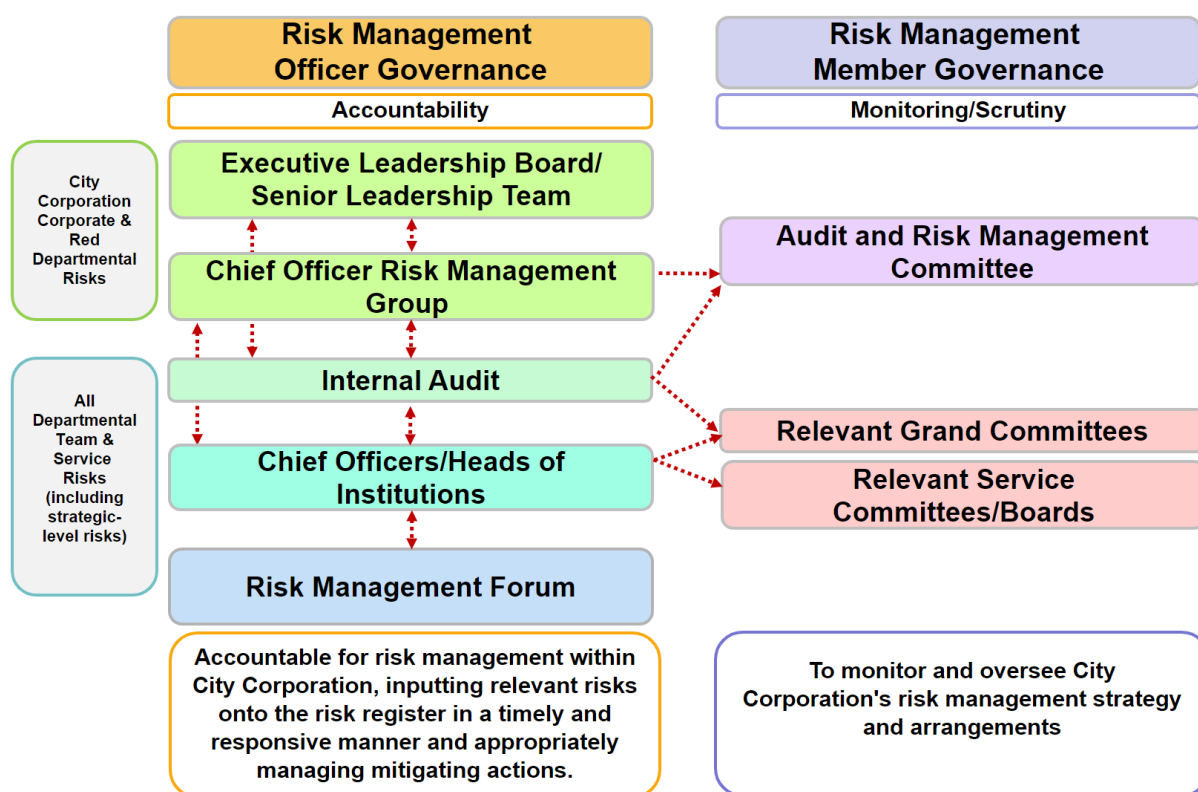 Risk Management
Officer Governance
Risk Management
Member Governance
Accountability
Monitoring/Scrutiny
City
Corporation
Corporate &
Red
Departmental
Risks
Executive Leadership Board/
Senior Leadership Team
Chief Officer Risk Management
Group
Audit and Risk Management
Committee
All
Departmental
Team &
Service
Risks
(including
strategic-
level risks)
Internal Audit
Chief Officers/Heads of
Institutions
Relevant Grand Committees
Relevant Service
Committees/Boards
Risk Management Forum
Accountable for risk management within
City Corporation, inputting relevant risks
onto the risk register in a timely and
responsive manner and appropriately
managing mitigating actions.
To monitor and oversee City
Corporation's risk management strategy
and arrangements